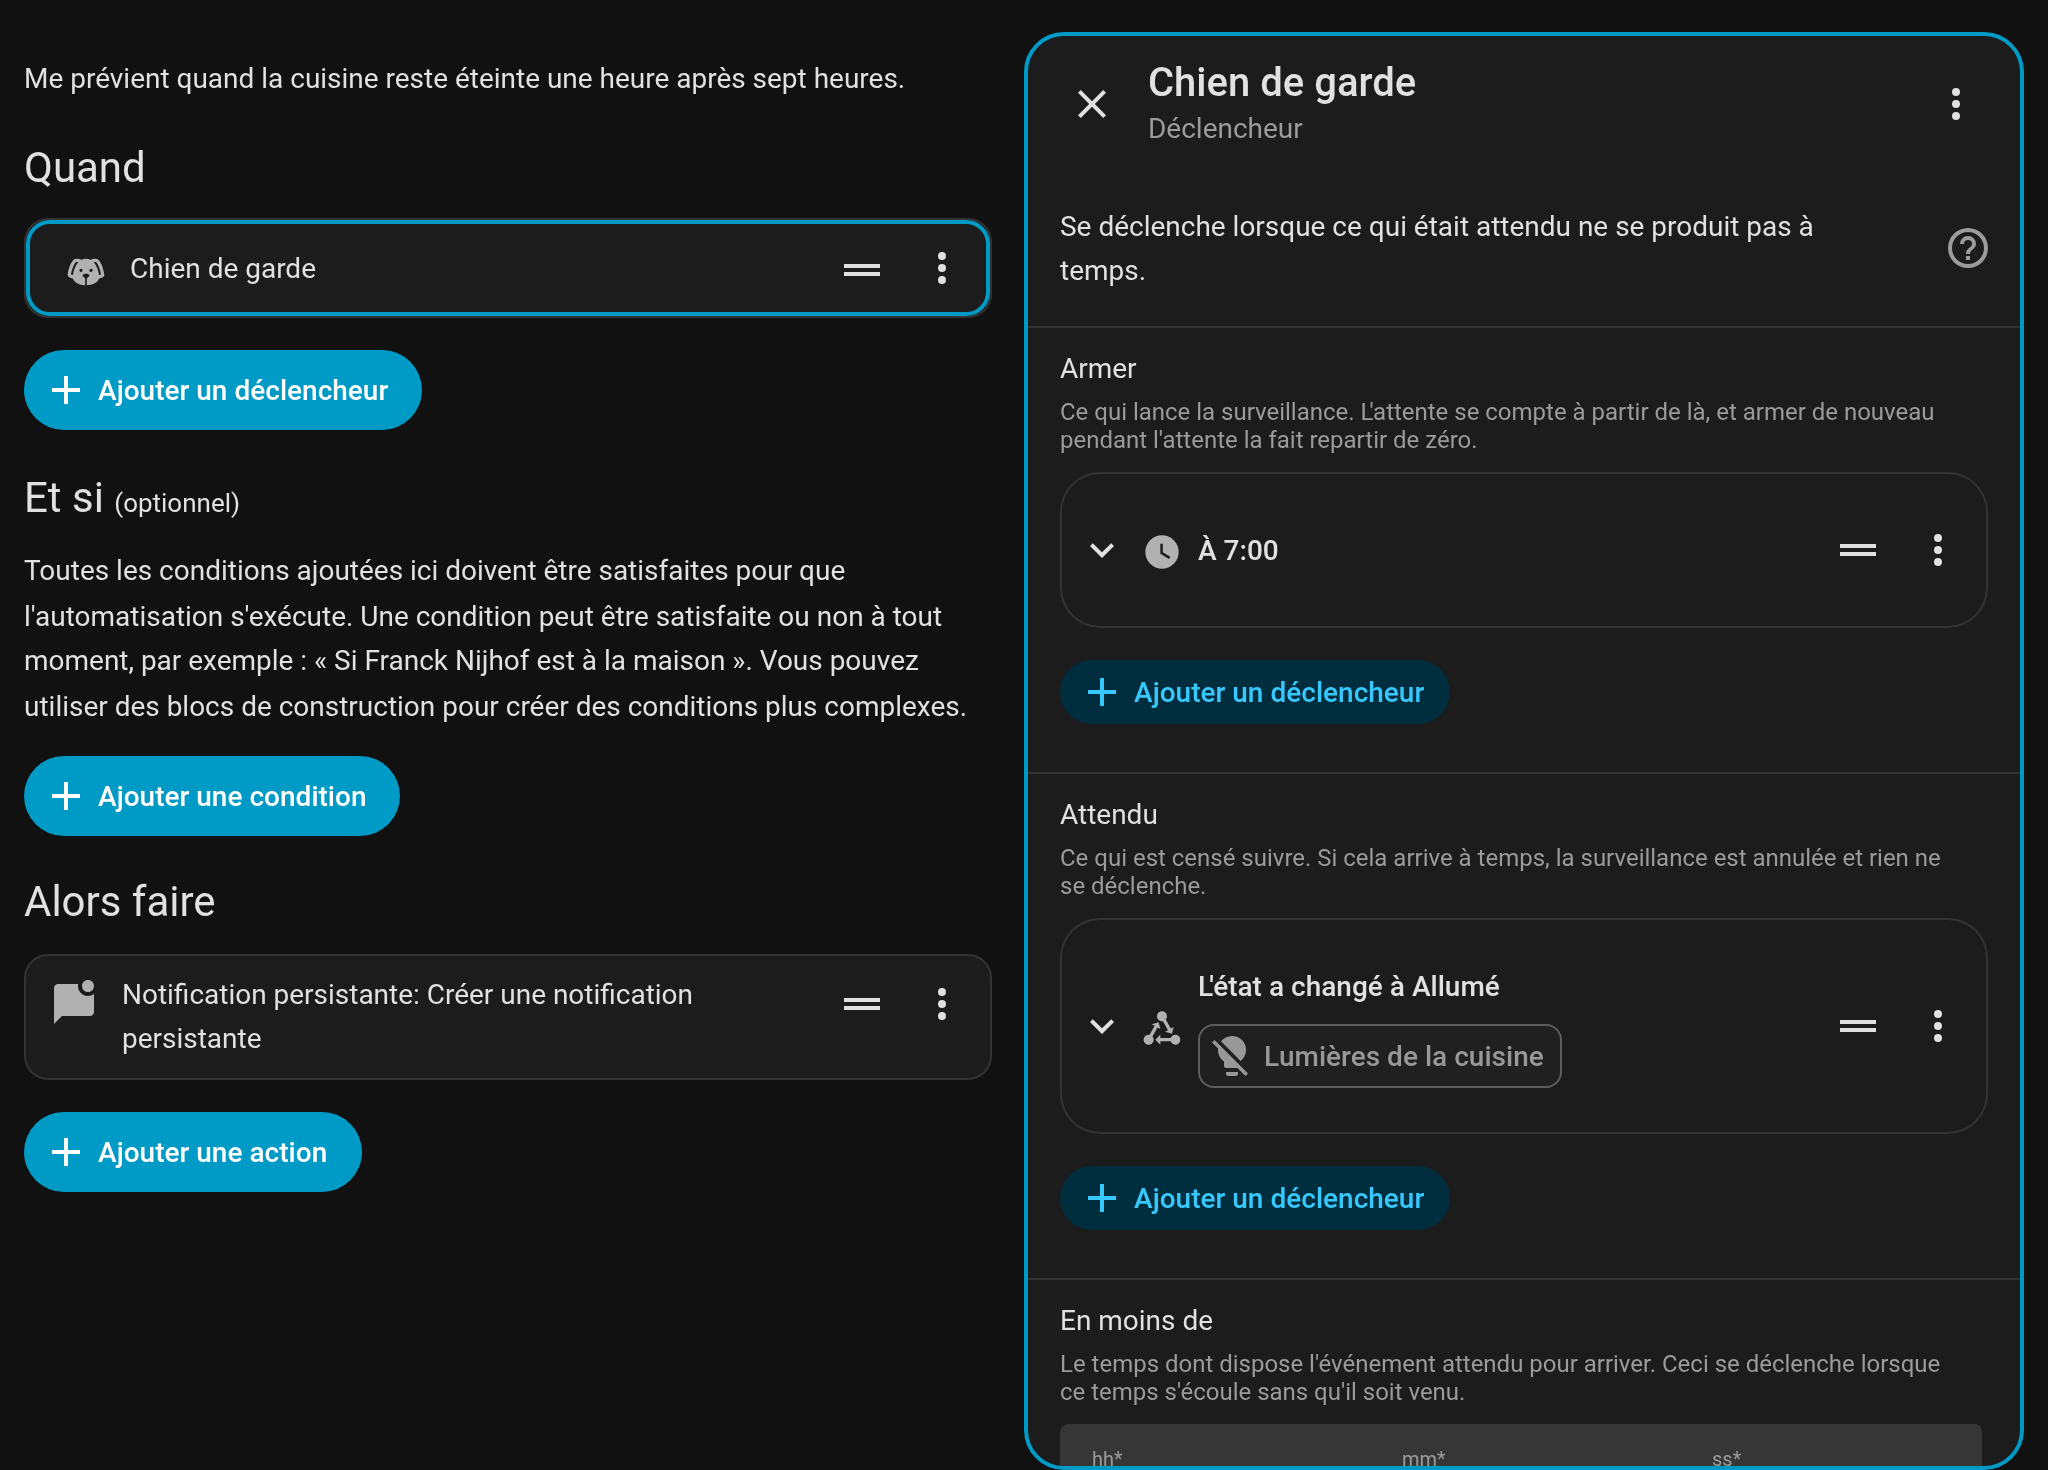 Me prévient quand la cuisine reste éteinte une heure après sept heures.
Quand
Chien de garde
Ajouter un déclencheur
Et si (optionnel)
Toutes les conditions ajoutées ici doivent être satisfaites pour que
l'automatisation s'exécute. Une condition peut être satisfaite ou non à tout
moment, par exemple : « Si Franck Nijhof est à la maison ». Vous pouvez
utiliser des blocs de construction pour créer des conditions plus complexes.
Ajouter une condition
Alors faire
Notification persistante: Créer une notification
persistante
Ajouter une action
Chien de garde
Déclencheur
Se déclenche lorsque ce qui était attendu ne se produit pas à
temps.
Armer
Ce qui lance la surveillance. L'attente se compte à partir de là, et armer de nouveau
pendant l'attente la fait repartir de zéro.
À 7:00
Ajouter un déclencheur
Attendu
Ce qui est censé suivre. Si cela arrive à temps, la surveillance est annulée et rien ne
se déclenche.
L'état a changé à Allumé
Lumières de la cuisine
Ajouter un déclencheur
En moins de
Le temps dont dispose l'événement attendu pour arriver. Ceci se déclenche lorsque
ce temps s'écoule sans qu'il soit venu.
hh* mm* ss*